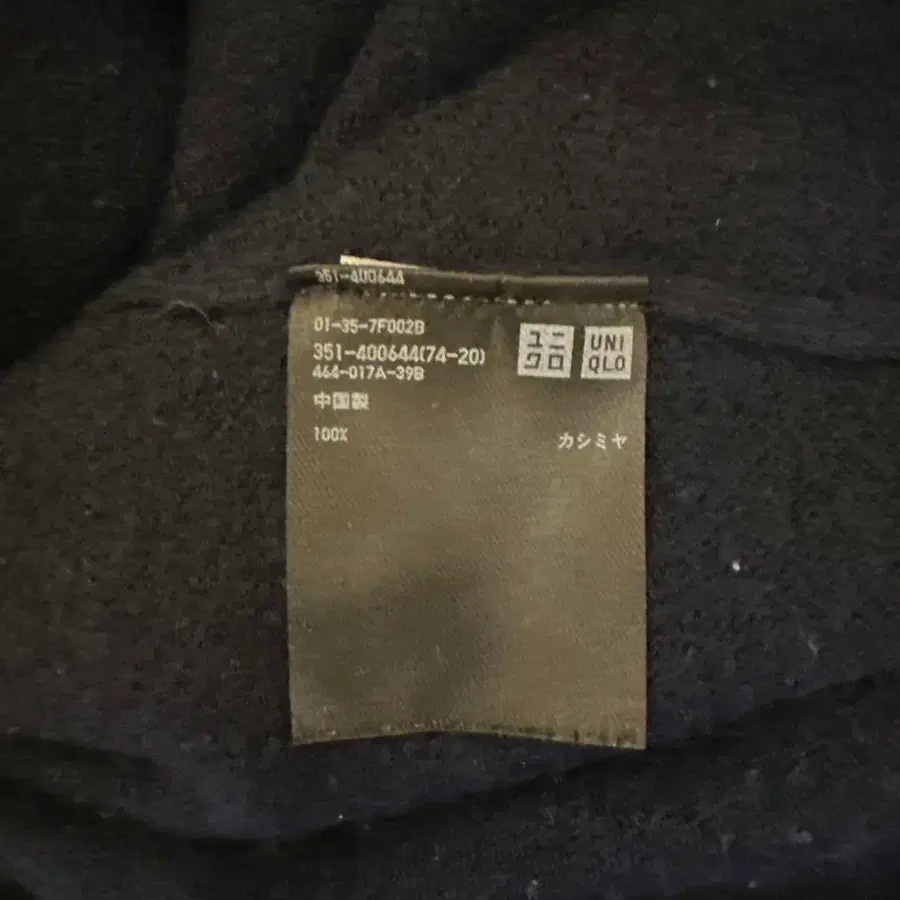 351-400644
01-35-7F002B
351-400644(74-20)
464-017A-39B
ユニ
クロ
UNI
QLO
中国製
100% カシミヤ